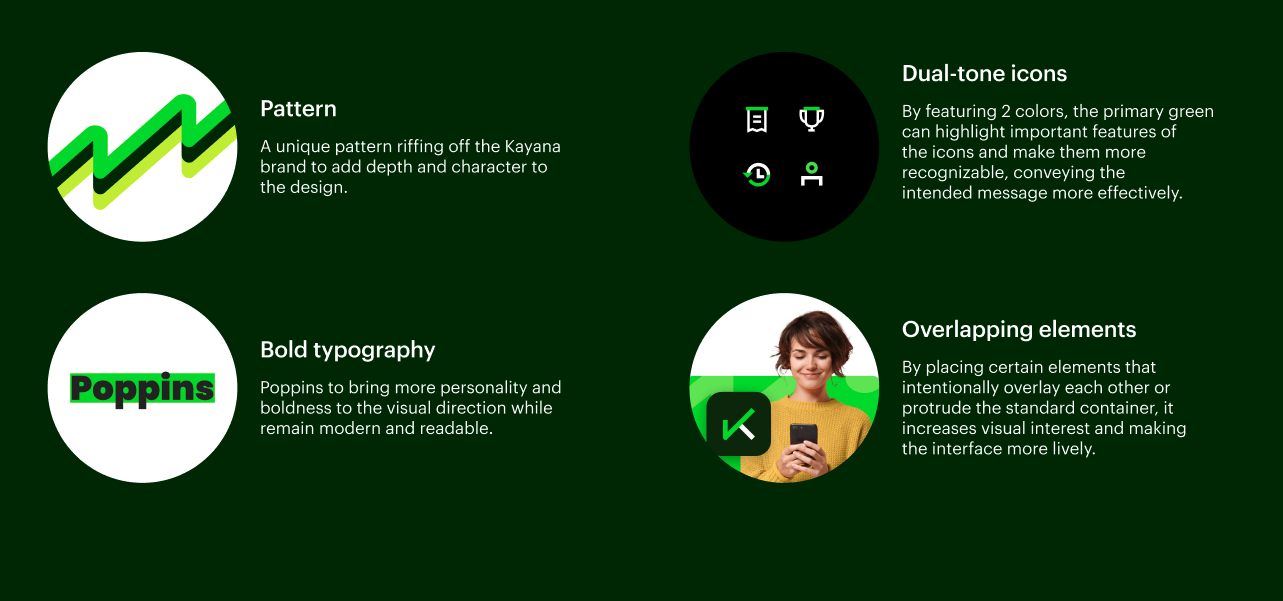 Pattern
A unique pattern riffing off the Kayana
brand to add depth and character to
the design.
Dual-tone icons
By featuring 2 colors, the primary green
can highlight important features of
the icons and make them more
recognizable, conveying the
intended message more effectively.
Poppins
Bold typography
Poppins to bring more personality and
boldness to the visual direction while
remain modern and readable.
Overlapping elements
By placing certain elements that
intentionally overlay each other or
protrude the standard container, it
increases visual interest and making
the interface more lively.